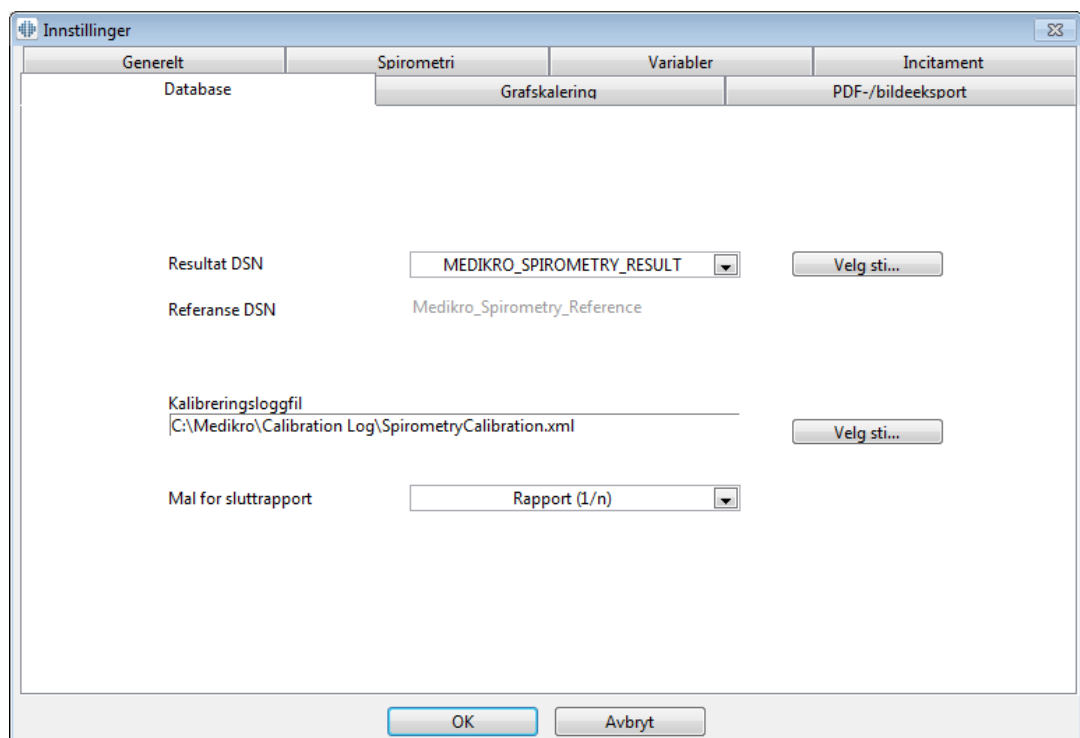 Innstillinger
Generelt Spirometri Variabler Incitament
Database Grafskalering PDF-/bildeeksport
Resultat DSN MEDIKRO_SPIROMETRY_RESULT Velg sti...
Referanse DSN Medikro_Spirometry_Reference
Kalibreringsloggfil
C:\Medikro\Calibration Log\SpirometryCalibration.xml Velg sti...
Mal for sluttrapport Rapport (1/n)
OK Avbryt